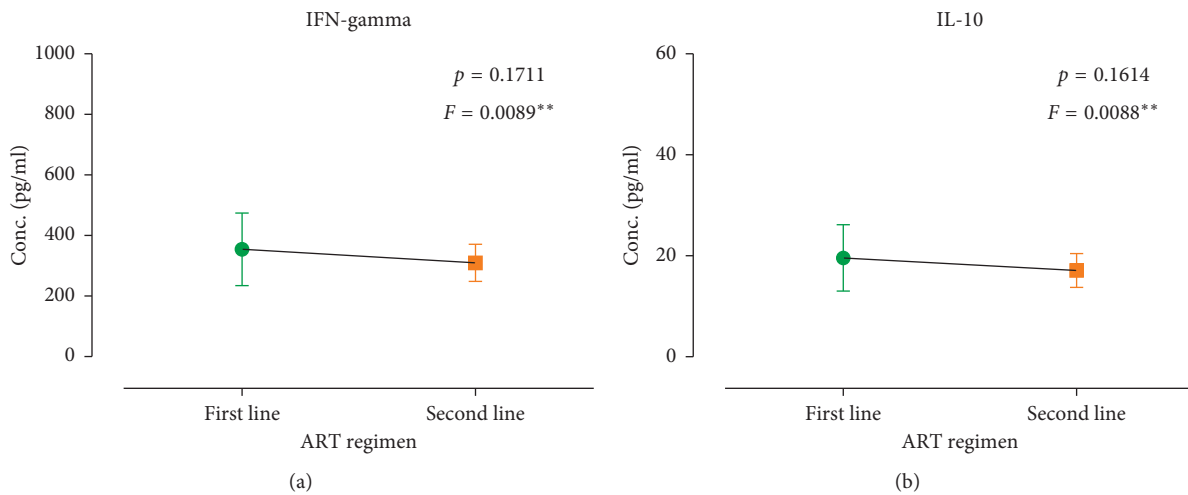 IFN-gamma
1000
800
600
400
200
0
Conc. (pg/ml)
p = 0.1711
F = 0.0089**
First line
Second line
ART regimen
(a)
IL-10
60
40
20
0
Conc. (pg/ml)
p = 0.1614
F = 0.0088**
First line
Second line
ART regimen
(b)